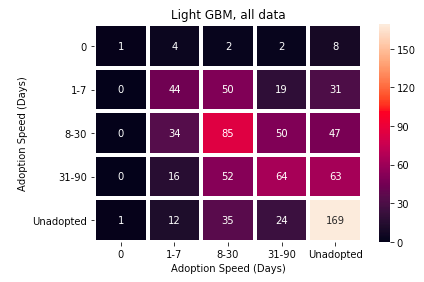 Light GBM, all data
Adoption Speed (Days)
0 1 4 2 2 8
1-7 0 44 50 19 31
8-30 0 34 85 50 47
31-90 0 16 52 64 63
Unadopted 1 12 35 24 169
0 1-7 8-30 31-90 Unadopted
Adoption Speed (Days)
150
120
90
60
30
0